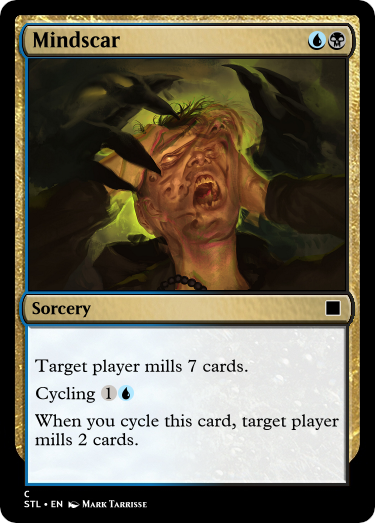 Mindscar
Sorcery
Target player mills 7 cards.
Cycling 1
When you cycle this card, target player
mills 2 cards.
C
STL • EN MARK TARRISSE